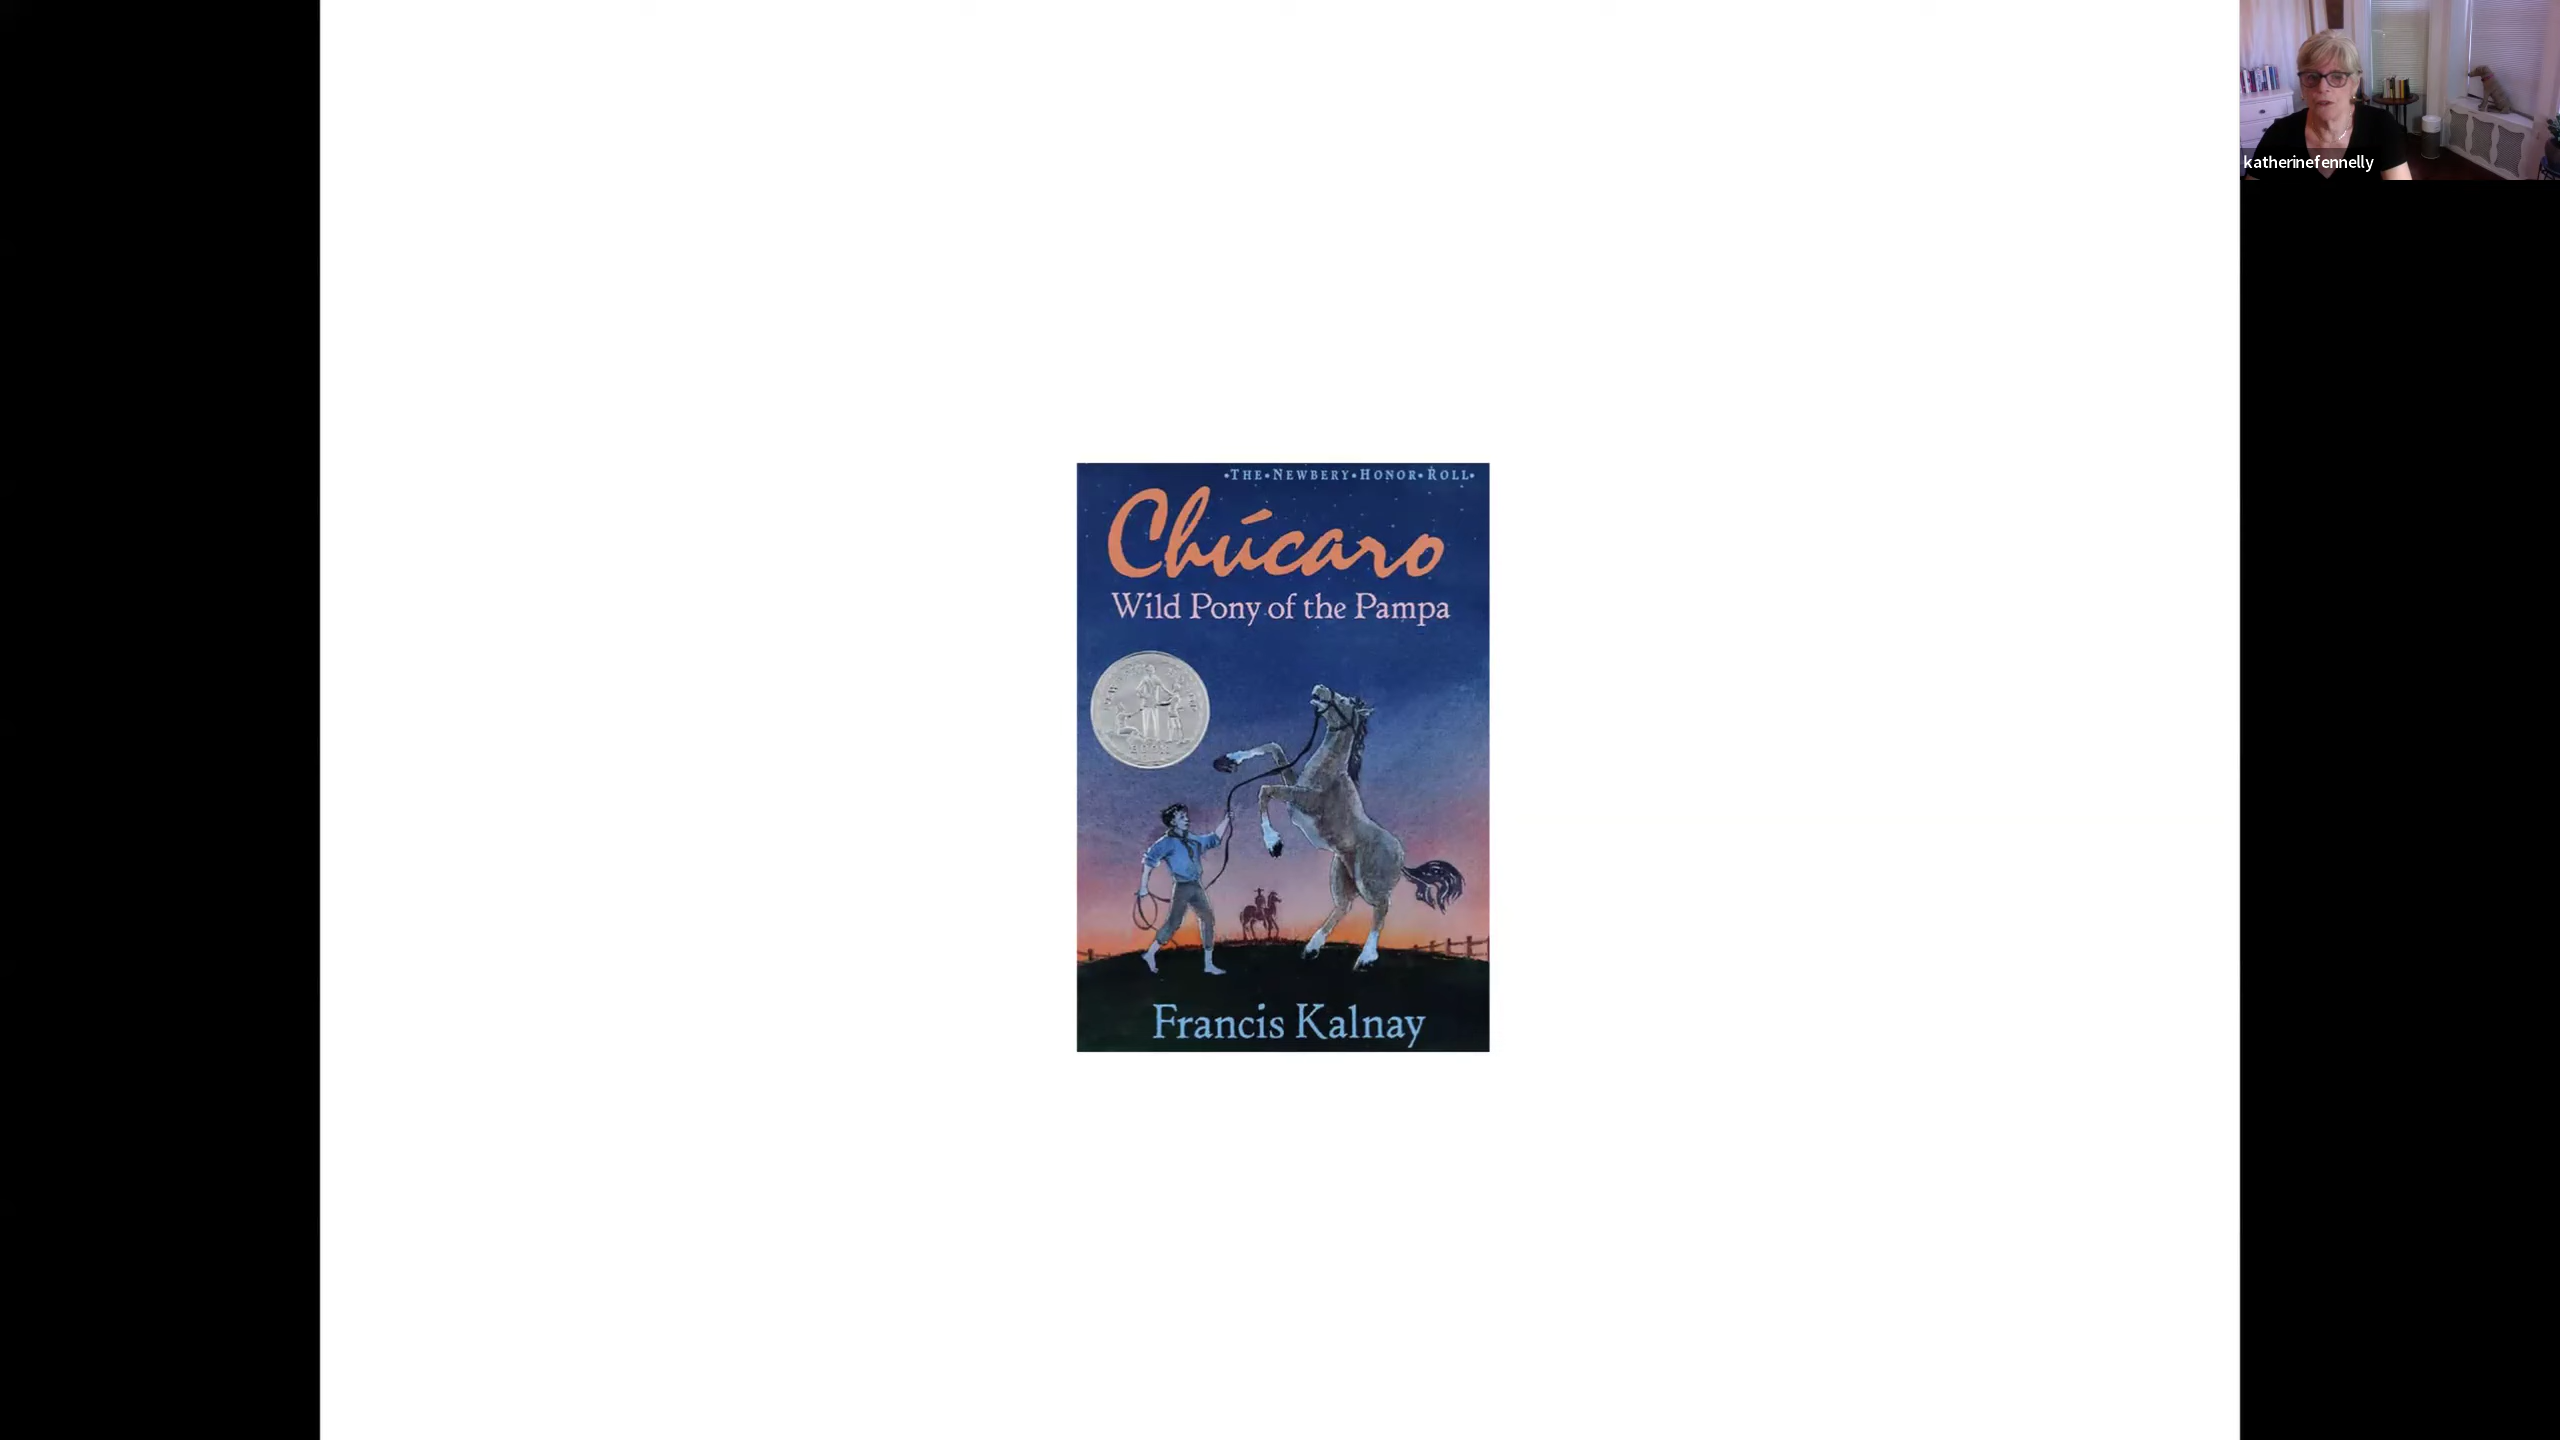 katherinefennelly
•THE•NEWBERY•HONOR•ROLL•
Chúcaro
Wild Pony of the Pampa
Francis Kalnay